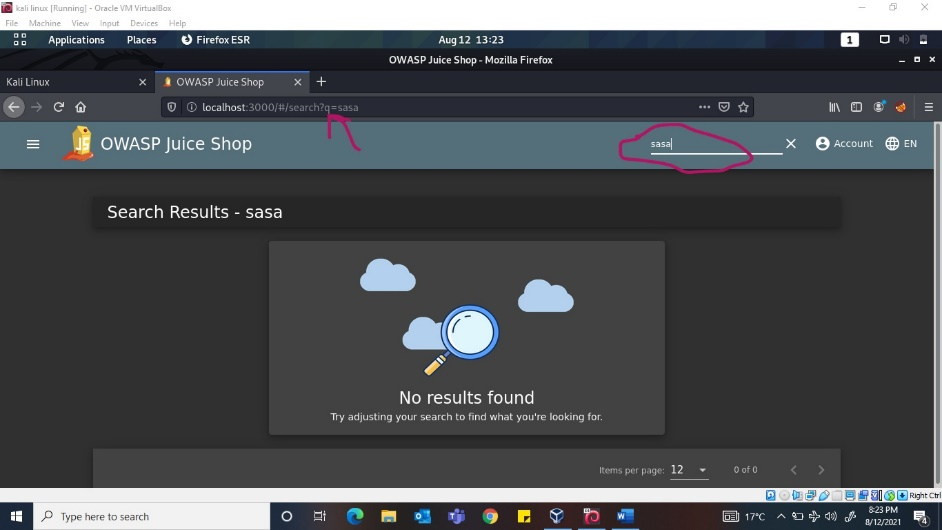 kali linux [Running] - Oracle VM VirtualBox
File Machine View Input Devices Help
Applications Places Firefox ESR Aug 12 13:23 1
OWASP Juice Shop - Mozilla Firefox
Kali Linux OWASP Juice Shop
localhost:3000/#/search?q=sasa
OWASP Juice Shop sasa Account EN
Search Results - sasa
No results found
Try adjusting your search to find what you're looking for.
Items per page: 12 0 of 0
Right Ctrl
Type here to search 17°C 8:23 PM
8/12/2021 4